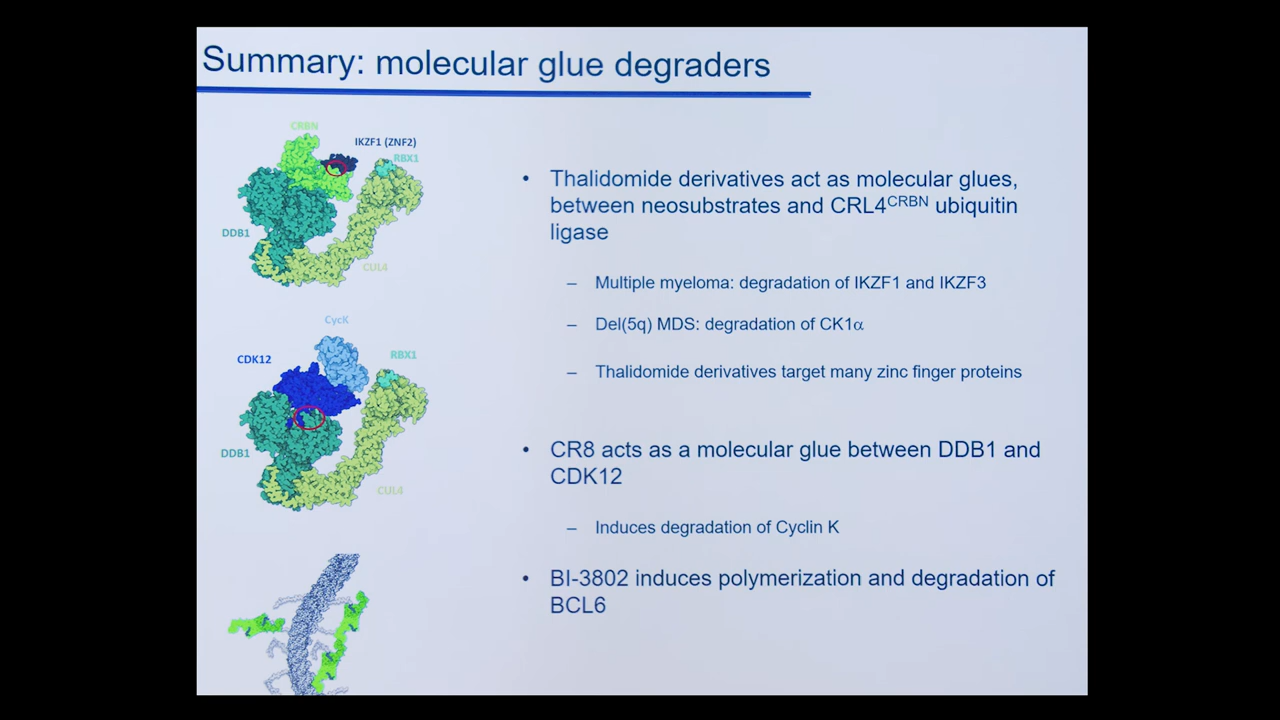 Summary: molecular glue degraders
CRBN
IKZF1 (ZNF2)
RBX1
DDB1
CUL4
CycK
CDK12
RBX1
DDB1
CUL4
• Thalidomide derivatives act as molecular glues,
between neosubstrates and CRL4CRBN ubiquitin
ligase
– Multiple myeloma: degradation of IKZF1 and IKZF3
– Del(5q) MDS: degradation of CK1α
– Thalidomide derivatives target many zinc finger proteins
• CR8 acts as a molecular glue between DDB1 and
CDK12
– Induces degradation of Cyclin K
• BI-3802 induces polymerization and degradation of
BCL6